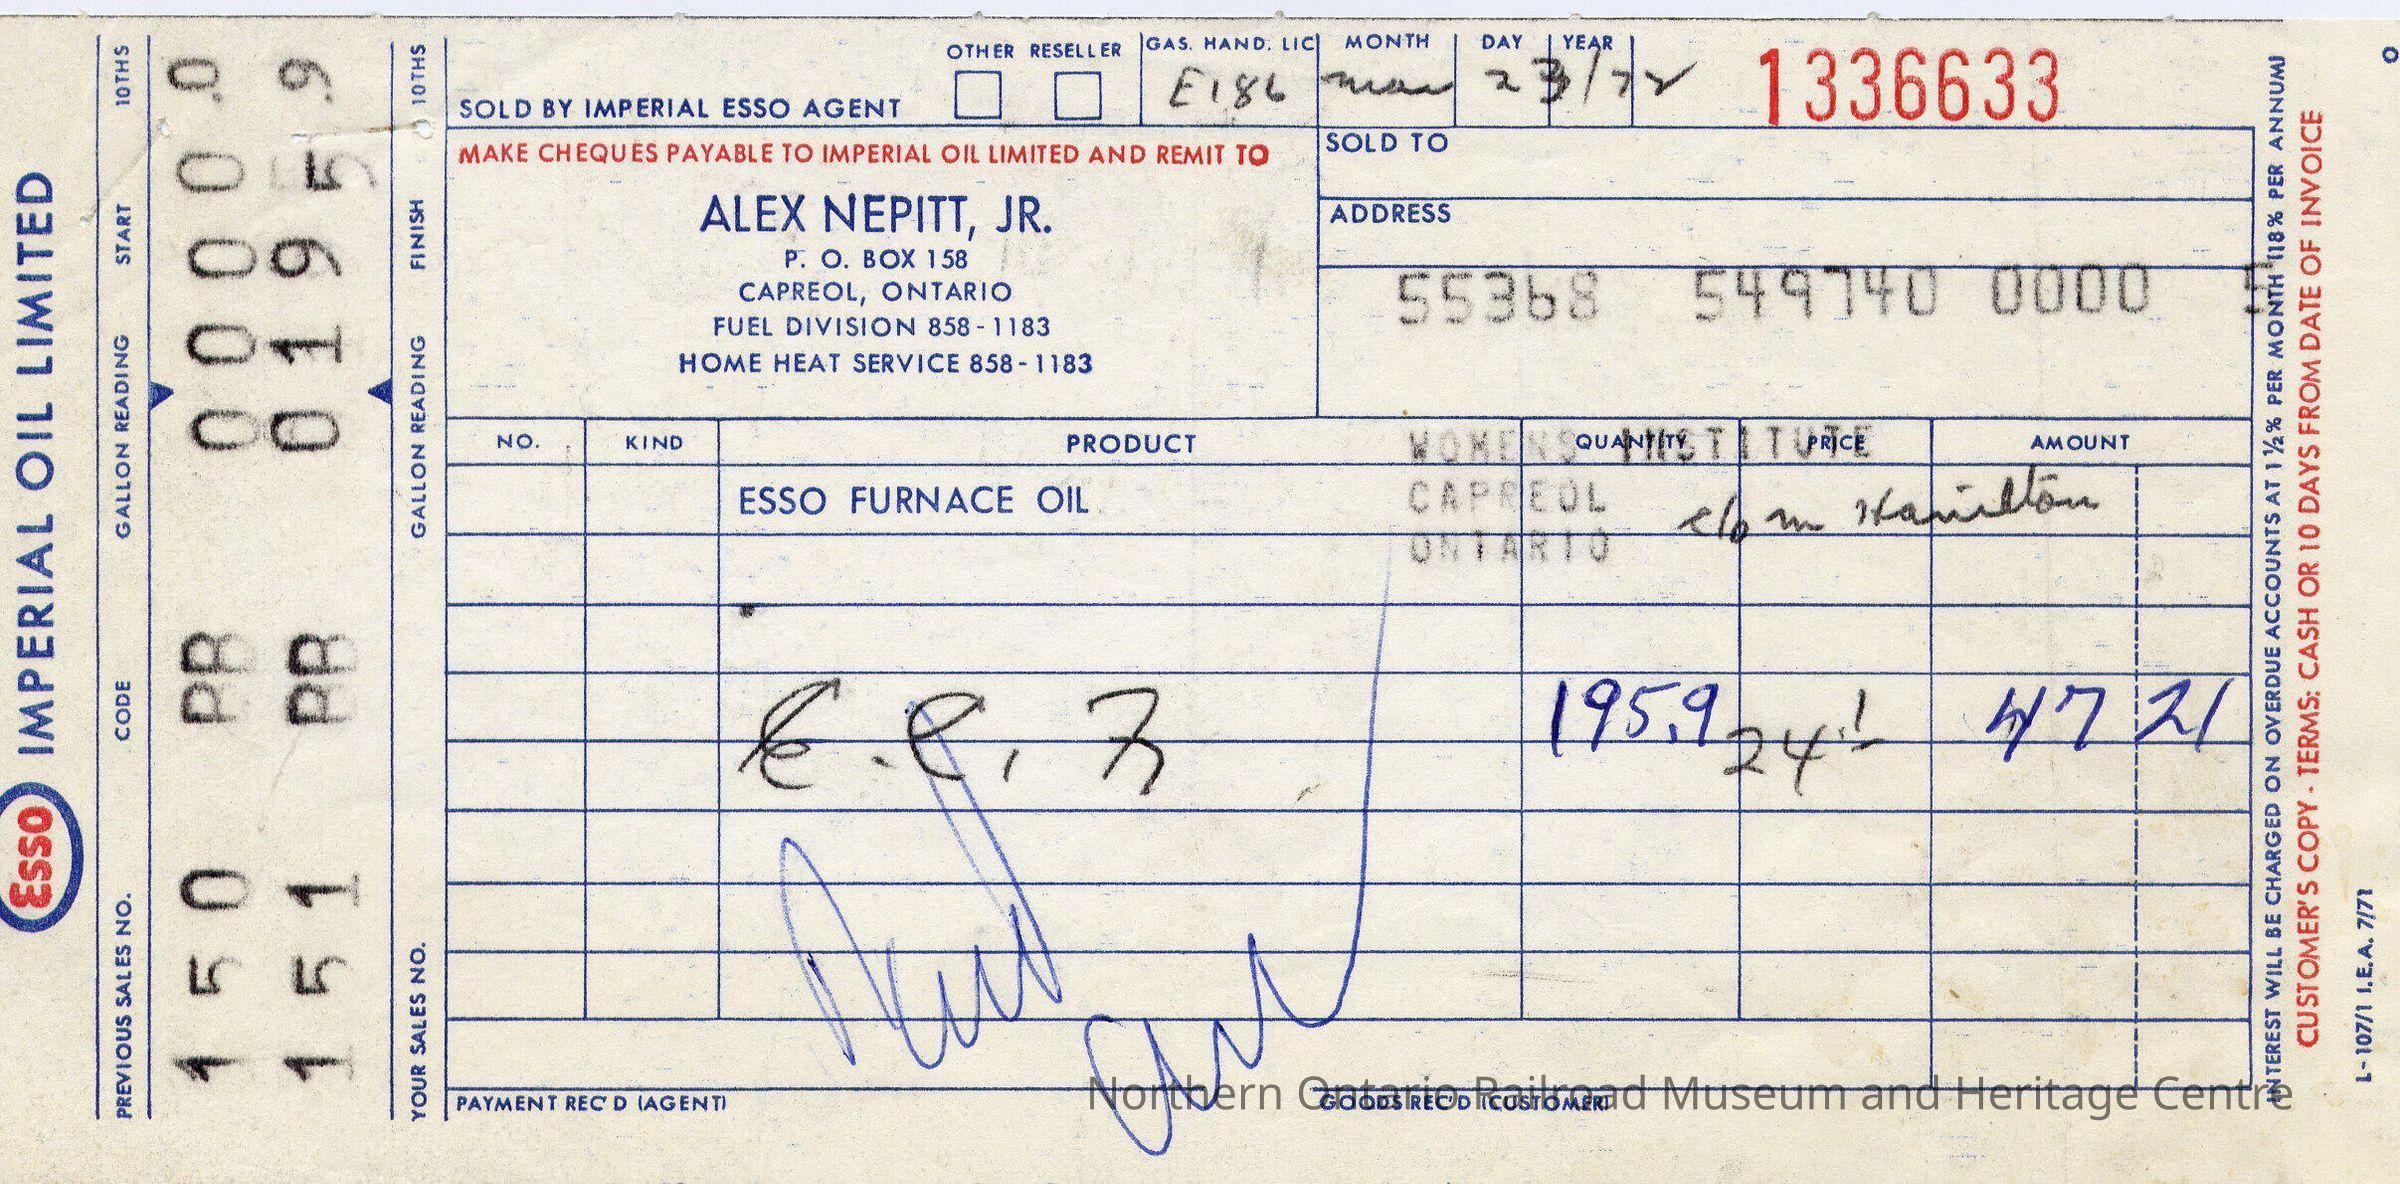 OTHER RESELLER
SOLD BY IMPERIAL ESSO AGENT
GAS. HAND. LIC
E186
MONTH DAY YEAR
mar 23/72
1336633
MAKE CHEQUES PAYABLE TO IMPERIAL OIL LIMITED AND REMIT TO
ALEX NEPITT, JR.
P. O. BOX 158
CAPREOL, ONTARIO
FUEL DIVISION 858-1183
HOME HEAT SERVICE 858-1183
SOLD TO
ADDRESS
55368 549740 0000 5
NO. KIND PRODUCT QUANTITY PRICE AMOUNT
WOMENS INSTITUTE
ESSO FURNACE OIL
CAPREOL
c/o m Hamilton
ONTARIO
195.9 24.1 47 21
PAYMENT REC'D (AGENT)
GOODS REC'D (CUSTOMER)
Northern Ontario Railroad Museum and Heritage Centre
ESSO IMPERIAL OIL LIMITED
PREVIOUS SALES NO. CODE GALLON READING START 10THS
150 PR 0000.0
151 PR 0195.9
YOUR SALES NO. GALLON READING FINISH 10THS
INTEREST WILL BE CHARGED ON OVERDUE ACCOUNTS AT 1½% PER MONTH (18% PER ANNUM)
CUSTOMER'S COPY - TERMS: CASH OR 10 DAYS FROM DATE OF INVOICE
L-107/1 I.E.A. 7/71